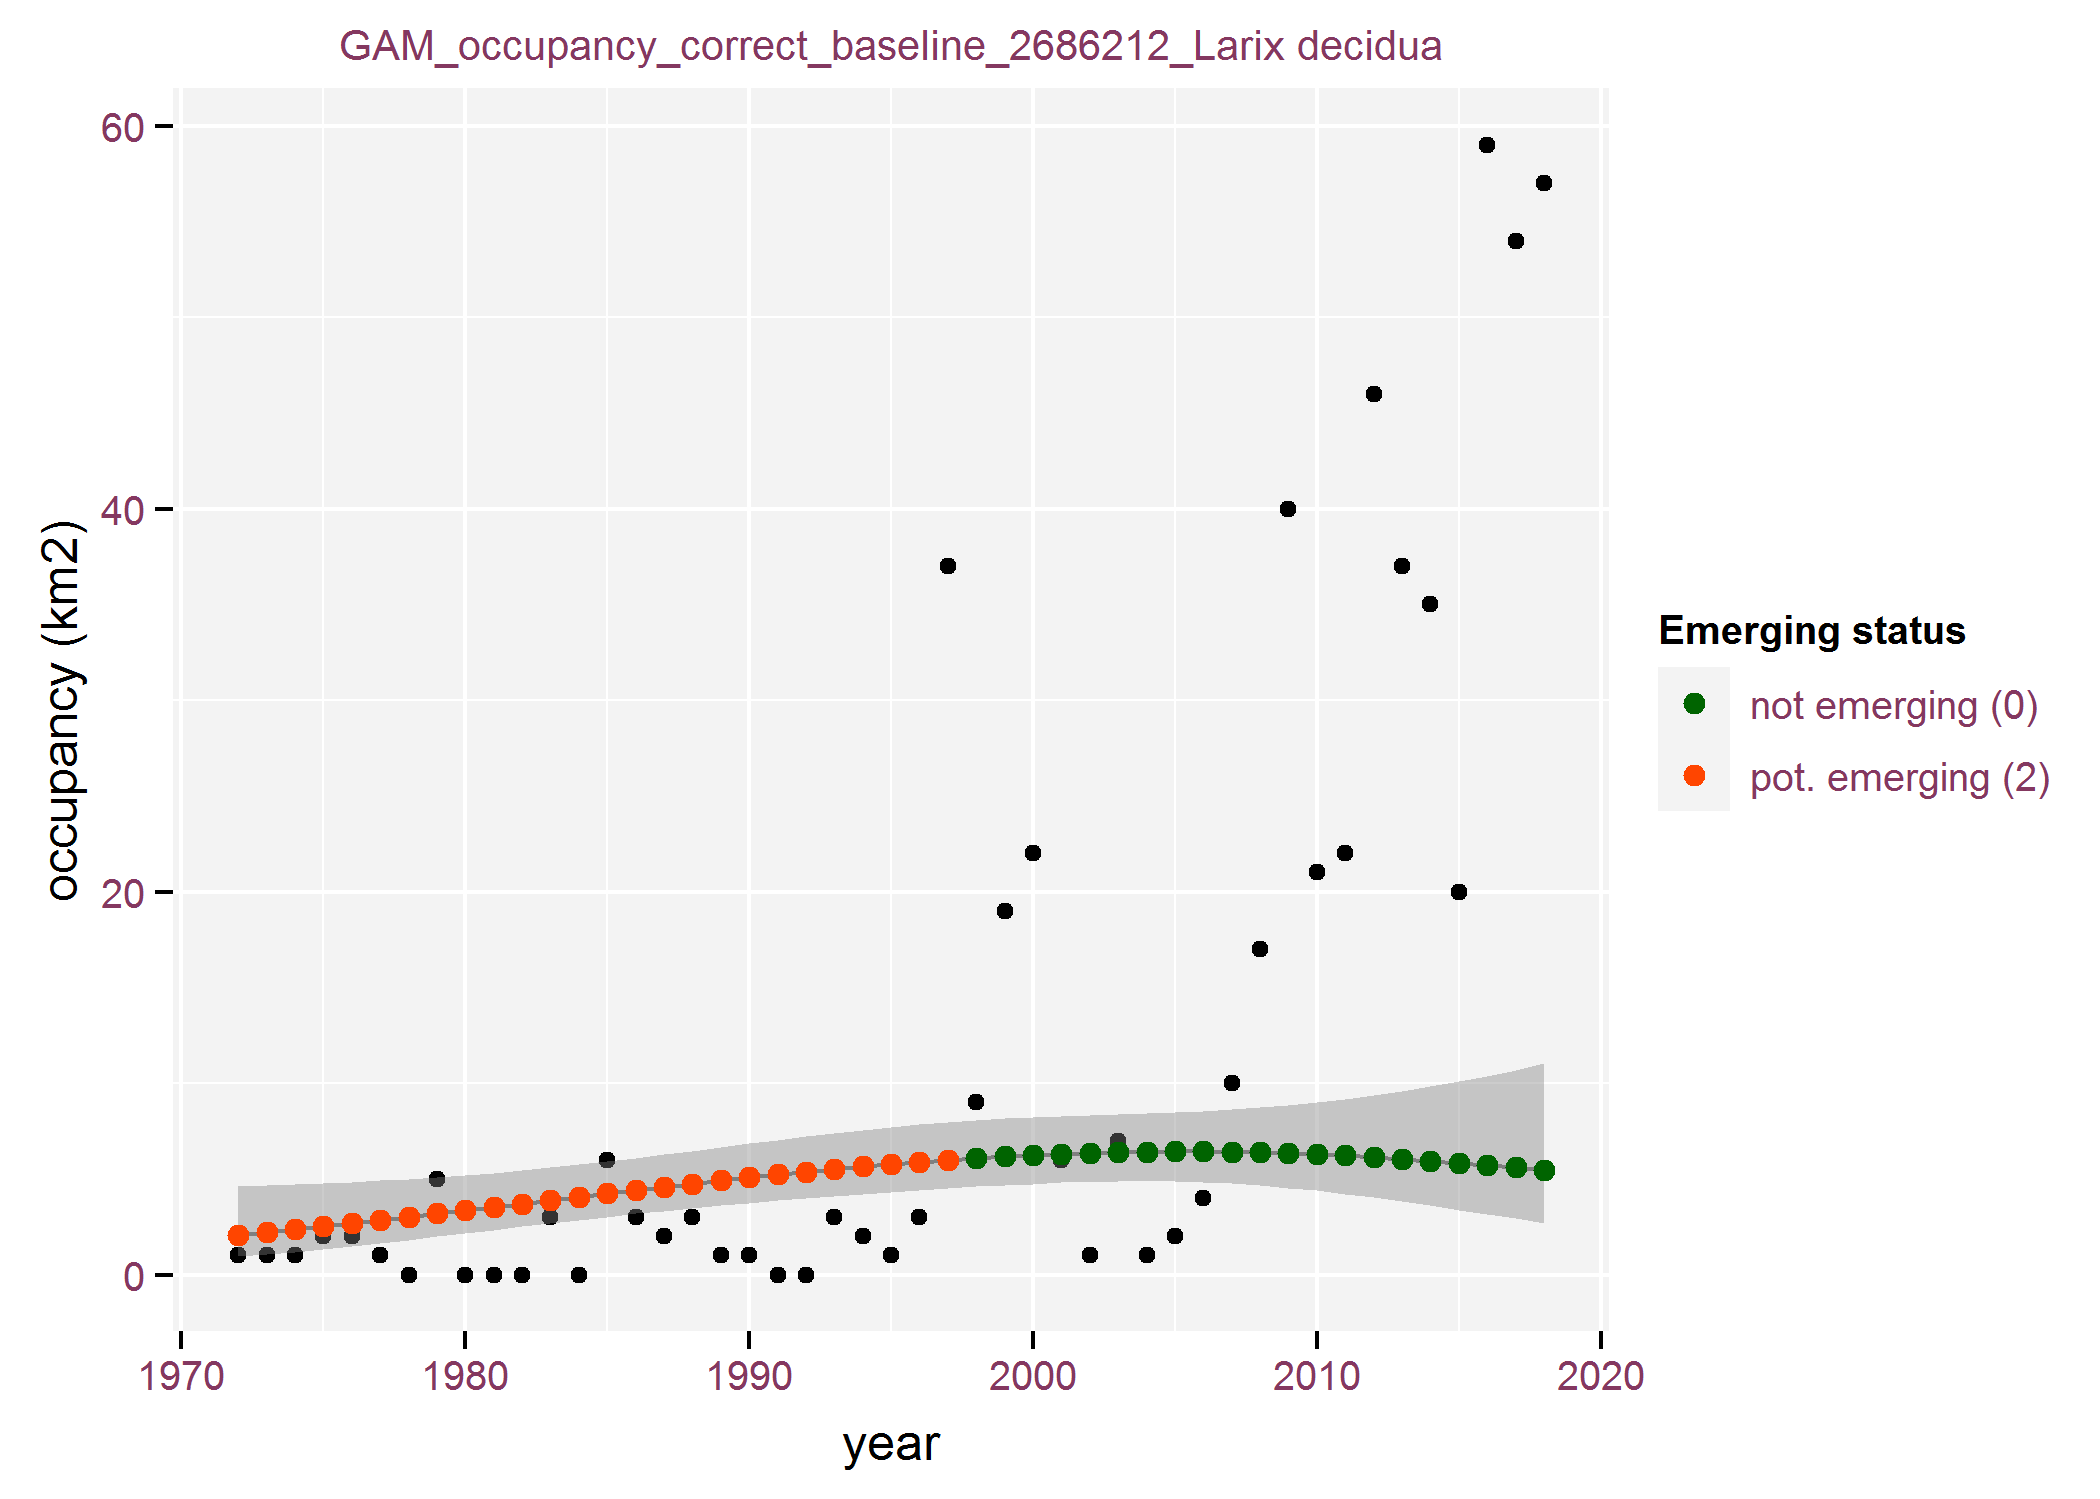 GAM_occupancy_correct_baseline_2686212_Larix decidua
60
40
20
0
occupancy (km2)
1970 1980 1990 2000 2010 2020
year
Emerging status
not emerging (0)
pot. emerging (2)